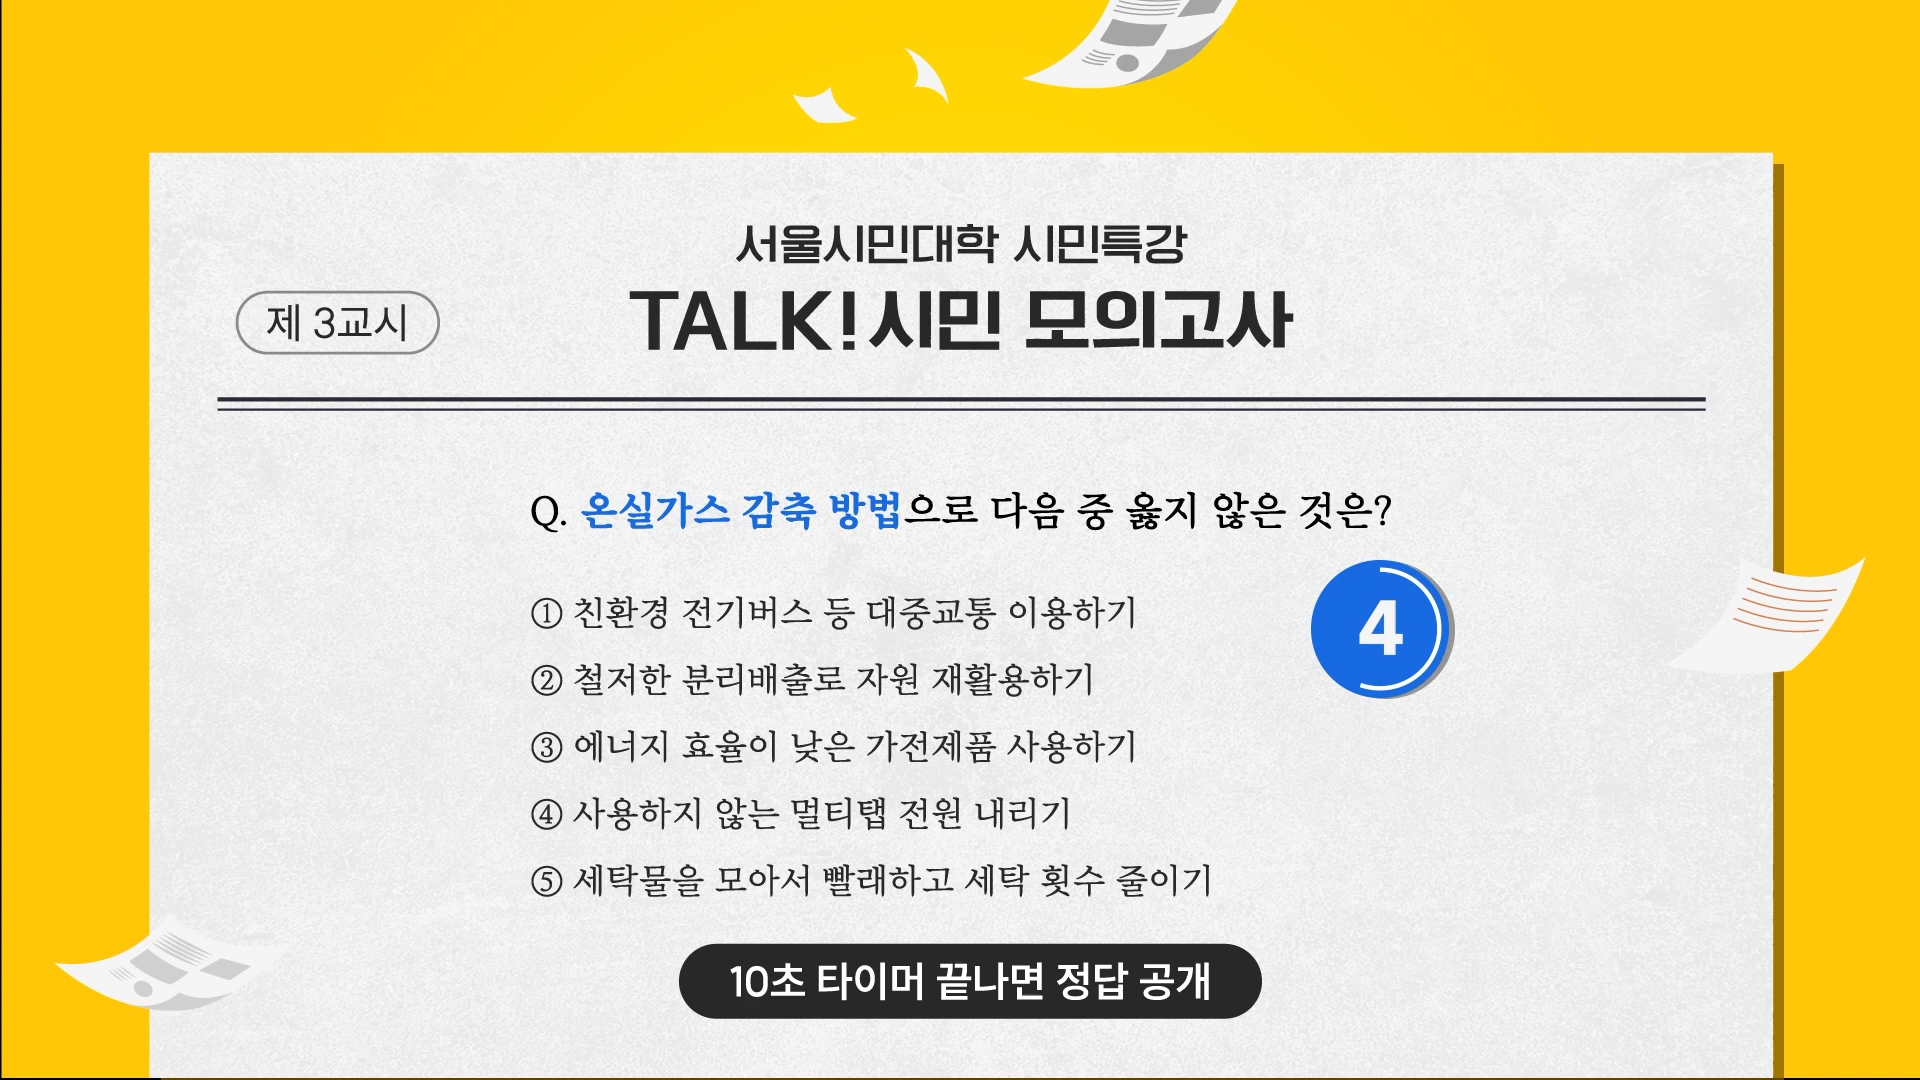 서울시민대학 시민특강
제 3교시
TALK! 시민 모의고사
Q. 온실가스 감축 방법으로 다음 중 옳지 않은 것은?
4
① 친환경 전기버스 등 대중교통 이용하기
② 철저한 분리배출로 자원 재활용하기
③ 에너지 효율이 낮은 가전제품 사용하기
④ 사용하지 않는 멀티탭 전원 내리기
⑤ 세탁물을 모아서 빨래하고 세탁 횟수 줄이기
10초 타이머 끝나면 정답 공개